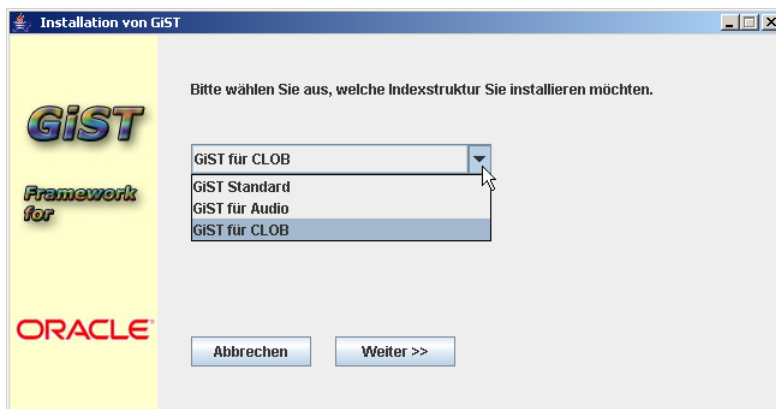 Installation von GiST
Bitte wählen Sie aus, welche Indexstruktur Sie installieren möchten.
GiST
Framework
for
ORACLE
GiST für CLOB
GiST Standard
GiST für Audio
GiST für CLOB
Abbrechen
Weiter >>